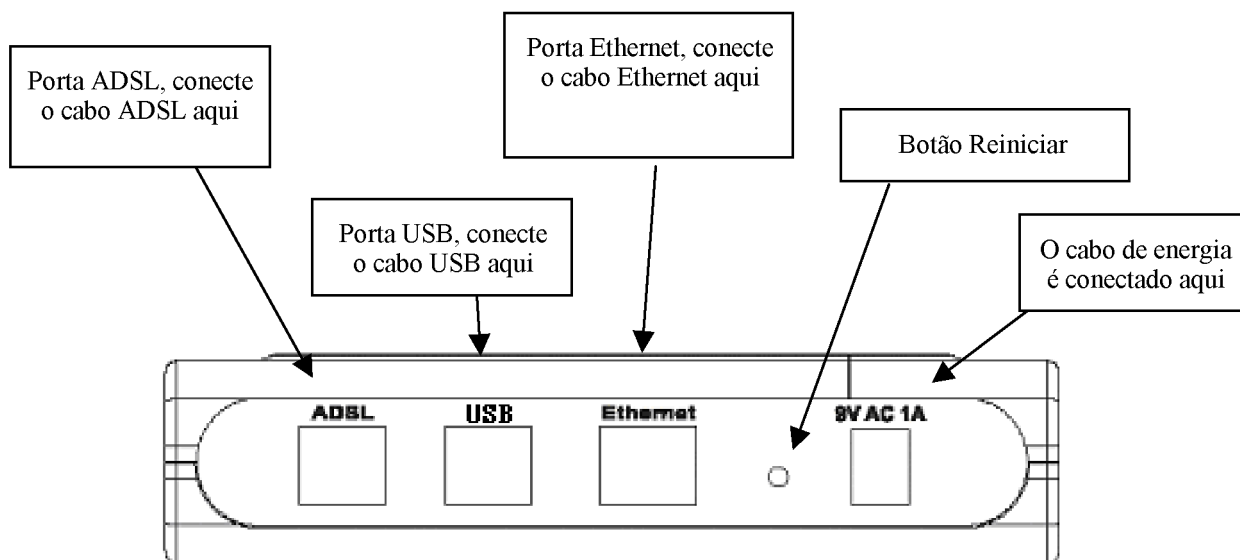 Porta Ethernet, conecte
o cabo Ethernet aqui
Porta ADSL, conecte
o cabo ADSL aqui
Botão Reiniciar
Porta USB, conecte
o cabo USB aqui
O cabo de energia
é conectado aqui
ADSL
USB
Ethernet
9V AC 1A